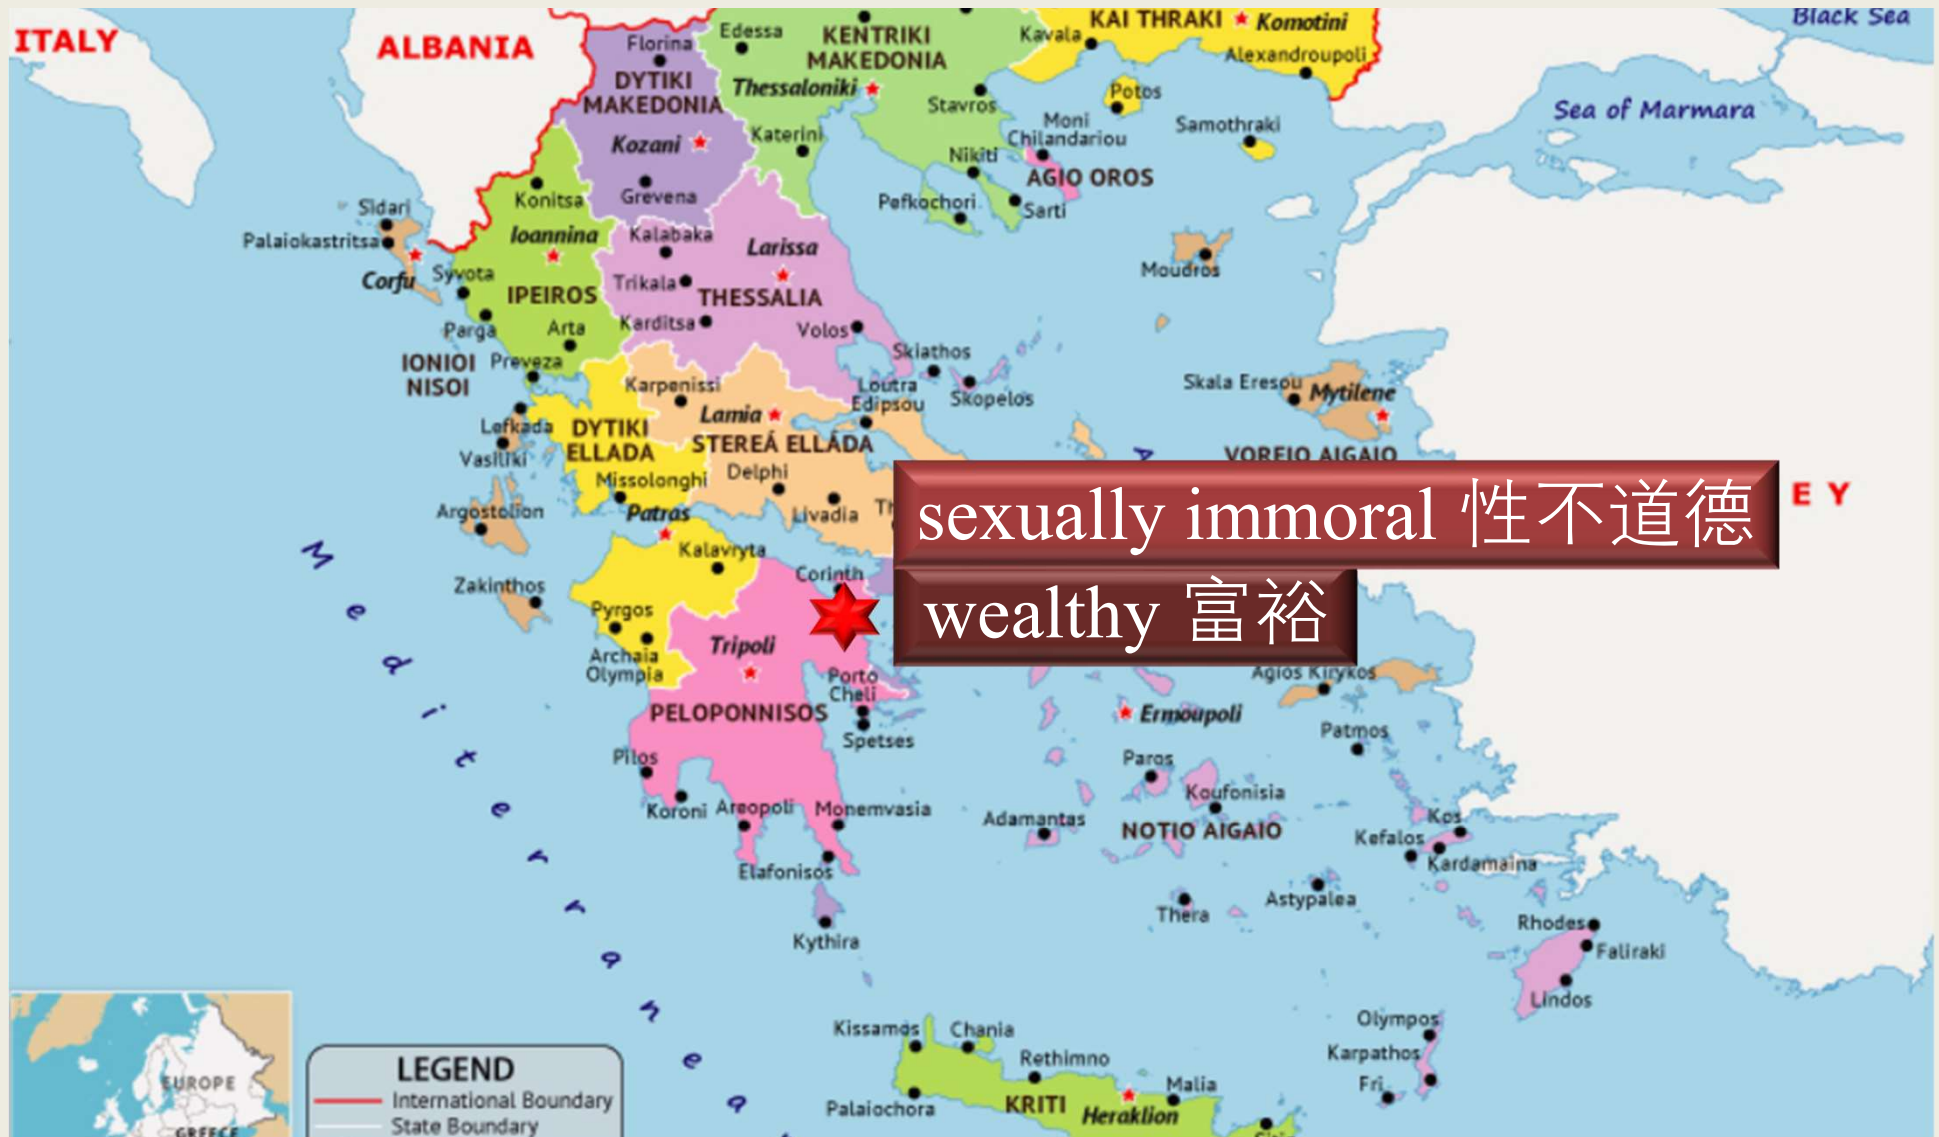 ITALY
ALBANIA
Florina
DYTIKI
MAKEDONIA
Kozani
Grevena
Edessa
KENTRIKI
MAKEDONIA
Thessaloniki
Katerini
Stavros
Nikiti
Pefkochori
Sarti
Moni
Chilandariou
AGIO OROS
Kavala
KAI THRAKI
Komotini
Alexandroupoli
Potos
Samothraki
Black Sea
Sea of Marmara
Sidari
Palaiokastritsa
Corfu
Konitsa
Ioannina
Syvota
IPEIROS
Parga
Arta
IONIOI
NISOI
Preveza
Kalabaka
Larissa
Trikala
THESSALIA
Karditsa
Volos
Moudros
Skiathos
Skopelos
Loutra
Edipsou
Karpenissi
Lamia
STEREÁ ELLÁDA
Delphi
Livadia
Th
Lefkada
Vasiliki
DYTIKI
ELLADA
Missolonghi
Patras
Argostolion
Kalavryta
Zakinthos
Pyrgos
Archaia
Olympia
Corinth
Tripoli
Porto
Cheli
PELOPONNISOS
Spetses
Pilos
Koroni
Areopoli
Monemvasia
Elafonisos
Kythira
Skala Eresou
Mytilene
VOREIO AIGAIO
A
E Y
sexually immoral 性不道德
wealthy 富裕
Agios Kirykos
Ermoupoli
Patmos
Paros
Koufonisia
Adamantas
NOTIO AIGAIO
Kos
Kefalos
Kardamaina
Astypalea
Thera
Rhodes
Faliraki
Lindos
Olympos
Karpathos
Fri
Kissamos
Chania
Rethimno
Malia
Palaiochora
KRITI
Heraklion
Mediterranea
EUROPE
GREECE
LEGEND
International Boundary
State Boundary